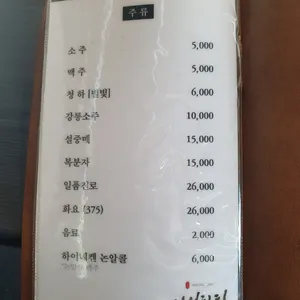 주류
소주 5,000
맥주 5,000
청하 6,000
강릉소주 10,000
설중매 15,000
복분자 15,000
일품진로 26,000
화요 (375) 26,000
음료 2,000
하이네켄 논알콜 6,000